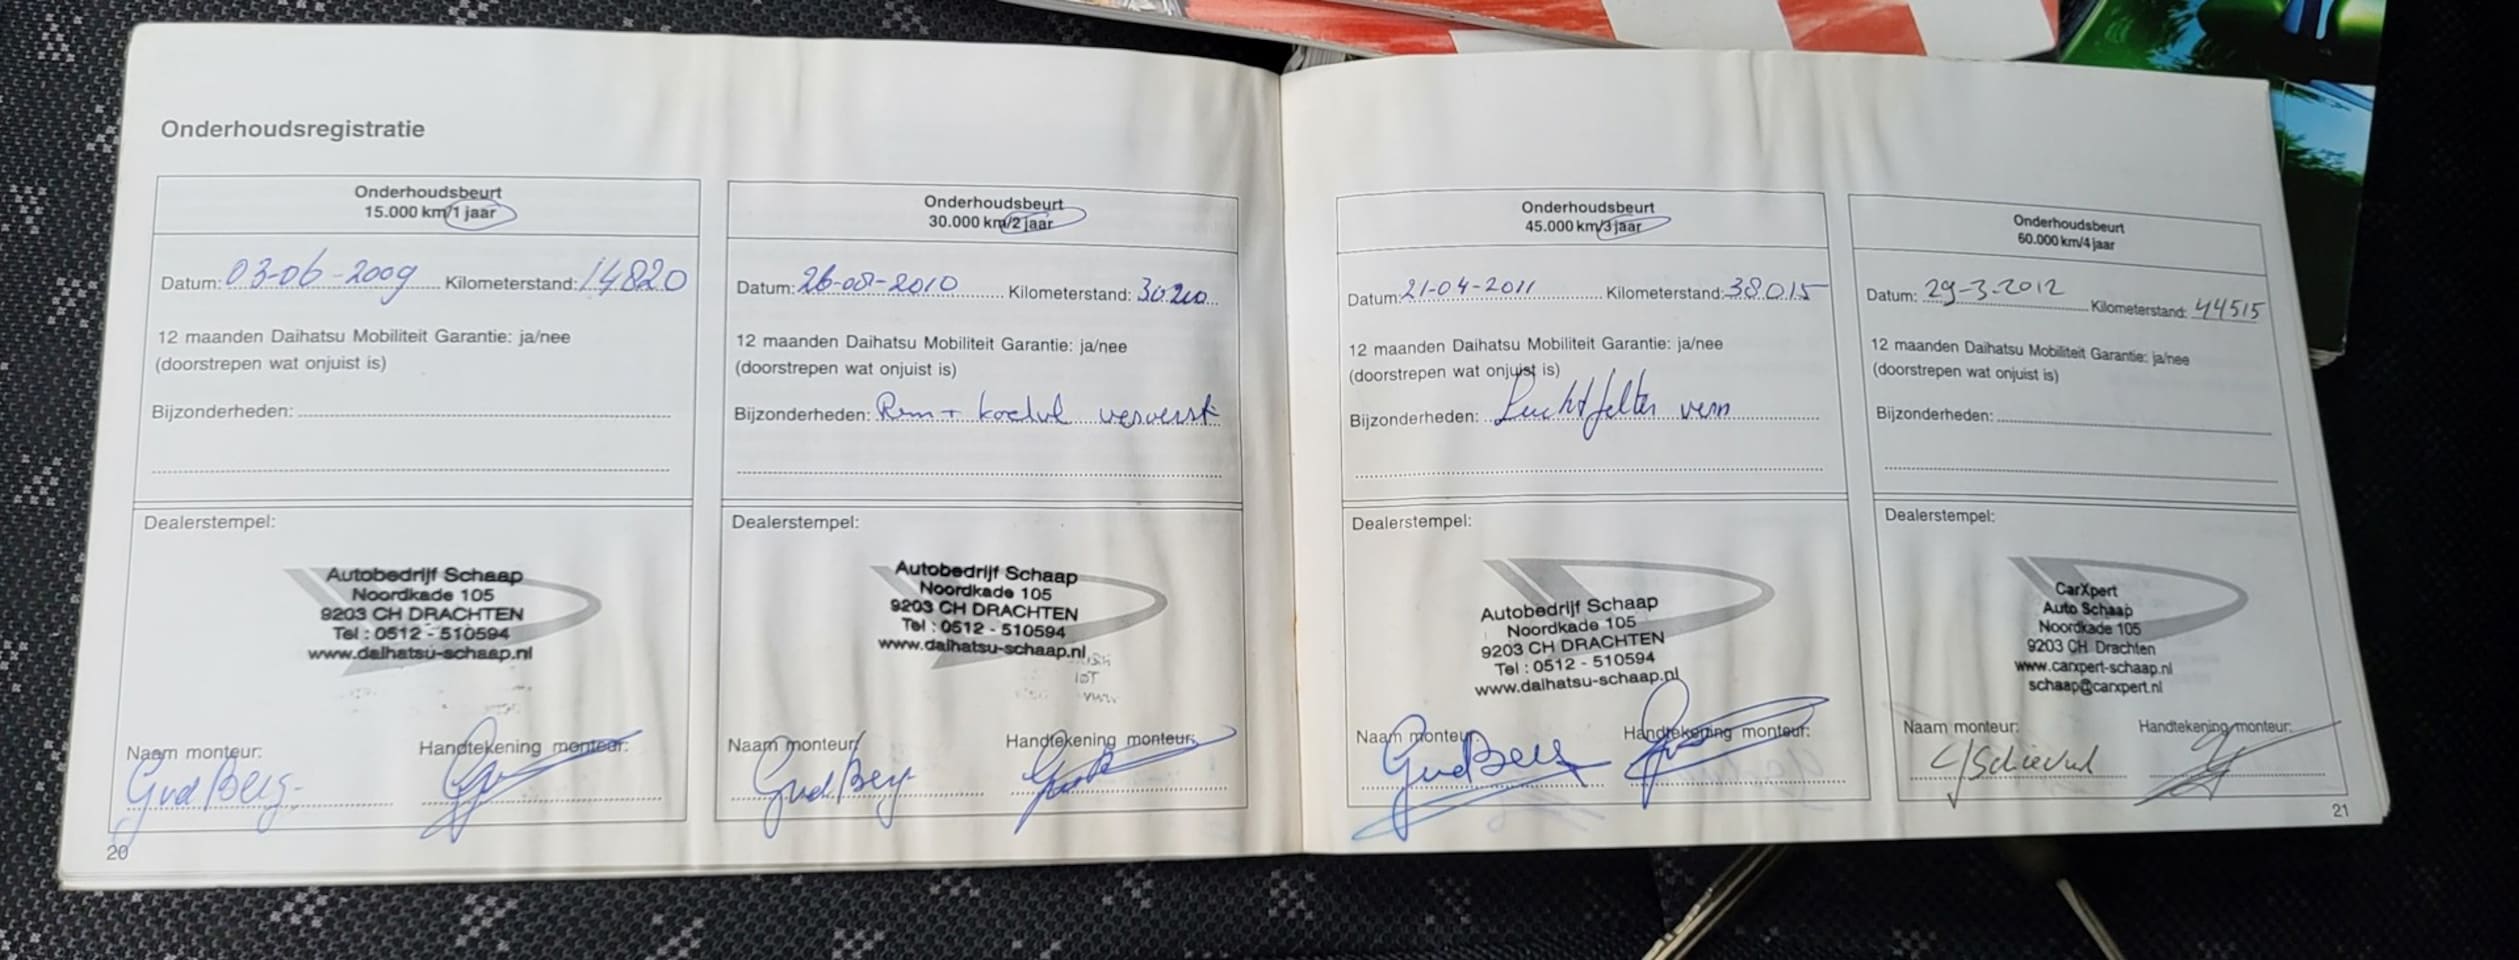 Onderhoudsregistratie
Onderhoudsbeurt
15.000 km/1 jaar
Datum: 03-06-2009 Kilometerstand: 14820
12 maanden Daihatsu Mobiliteit Garantie: ja/nee
(doorstrepen wat onjuist is)
Bijzonderheden:
Dealerstempel:
Autobedrijf Schaap
Noordkade 105
9203 CH DRACHTEN
Tel : 0512 - 510594
www.daihatsu-schaap.nl
Naam monteur: Handtekening monteur:
20
Onderhoudsbeurt
30.000 km/2 jaar
Datum: 26-08-2010 Kilometerstand:
12 maanden Daihatsu Mobiliteit Garantie: ja/nee
(doorstrepen wat onjuist is)
Bijzonderheden: Rem + koelvl ververst
Dealerstempel:
Autobedrijf Schaap
Noordkade 105
9203 CH DRACHTEN
Tel : 0512 - 510594
www.daihatsu-schaap.nl
Naam monteur: Handtekening monteur:
Onderhoudsbeurt
45.000 km/3 jaar
Datum: 21-04-2011 Kilometerstand: 38015
12 maanden Daihatsu Mobiliteit Garantie: ja/nee
(doorstrepen wat onjuist is)
Bijzonderheden: Luchtfilter vern
Dealerstempel:
Autobedrijf Schaap
Noordkade 105
9203 CH DRACHTEN
Tel : 0512 - 510594
www.daihatsu-schaap.nl
Naam monteur: Handtekening monteur:
Onderhoudsbeurt
60.000 km/4 jaar
Datum: 29-3-2012 Kilometerstand: 44515
12 maanden Daihatsu Mobiliteit Garantie: ja/nee
(doorstrepen wat onjuist is)
Bijzonderheden:
Dealerstempel:
CarXpert
Auto Schaap
Noordkade 105
9203 CH Drachten
www.carxpert-schaap.nl
schaap@carxpert.nl
Naam monteur: Handtekening monteur:
21